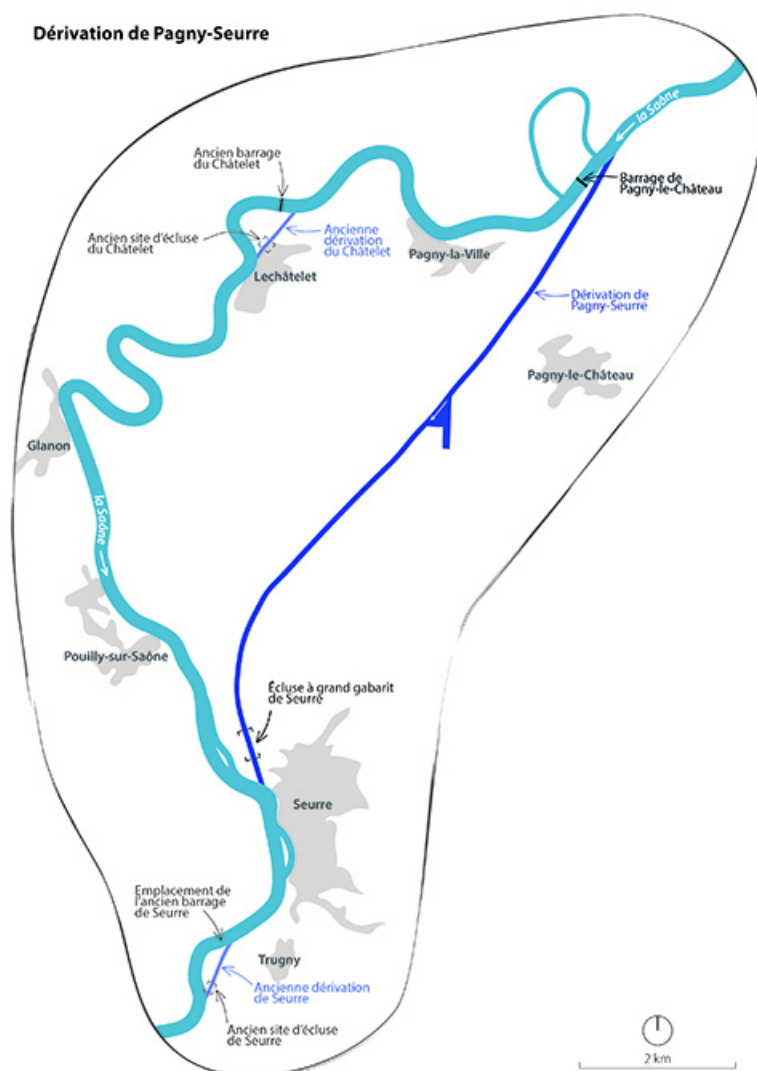 Dérivation de Pagny-Seurre
la Saône
Ancien barrage
du Châtelet
Barrage de
Pagny-le-Château
Ancien site d'écluse
du Châtelet
Ancienne
dérivation
du Châtelet
Pagny-la-Ville
Lechâtelet
Dérivation de
Pagny-Seurre
Pagny-le-Château
Glanon
la Saône
Pouilly-sur-Saône
Écluse à grand gabarit
de Seurre
Seurre
Emplacement de
l'ancien barrage
de Seurre
Trugny
Ancienne dérivation
de Seurre
Ancien site d'écluse
de Seurre
2 km